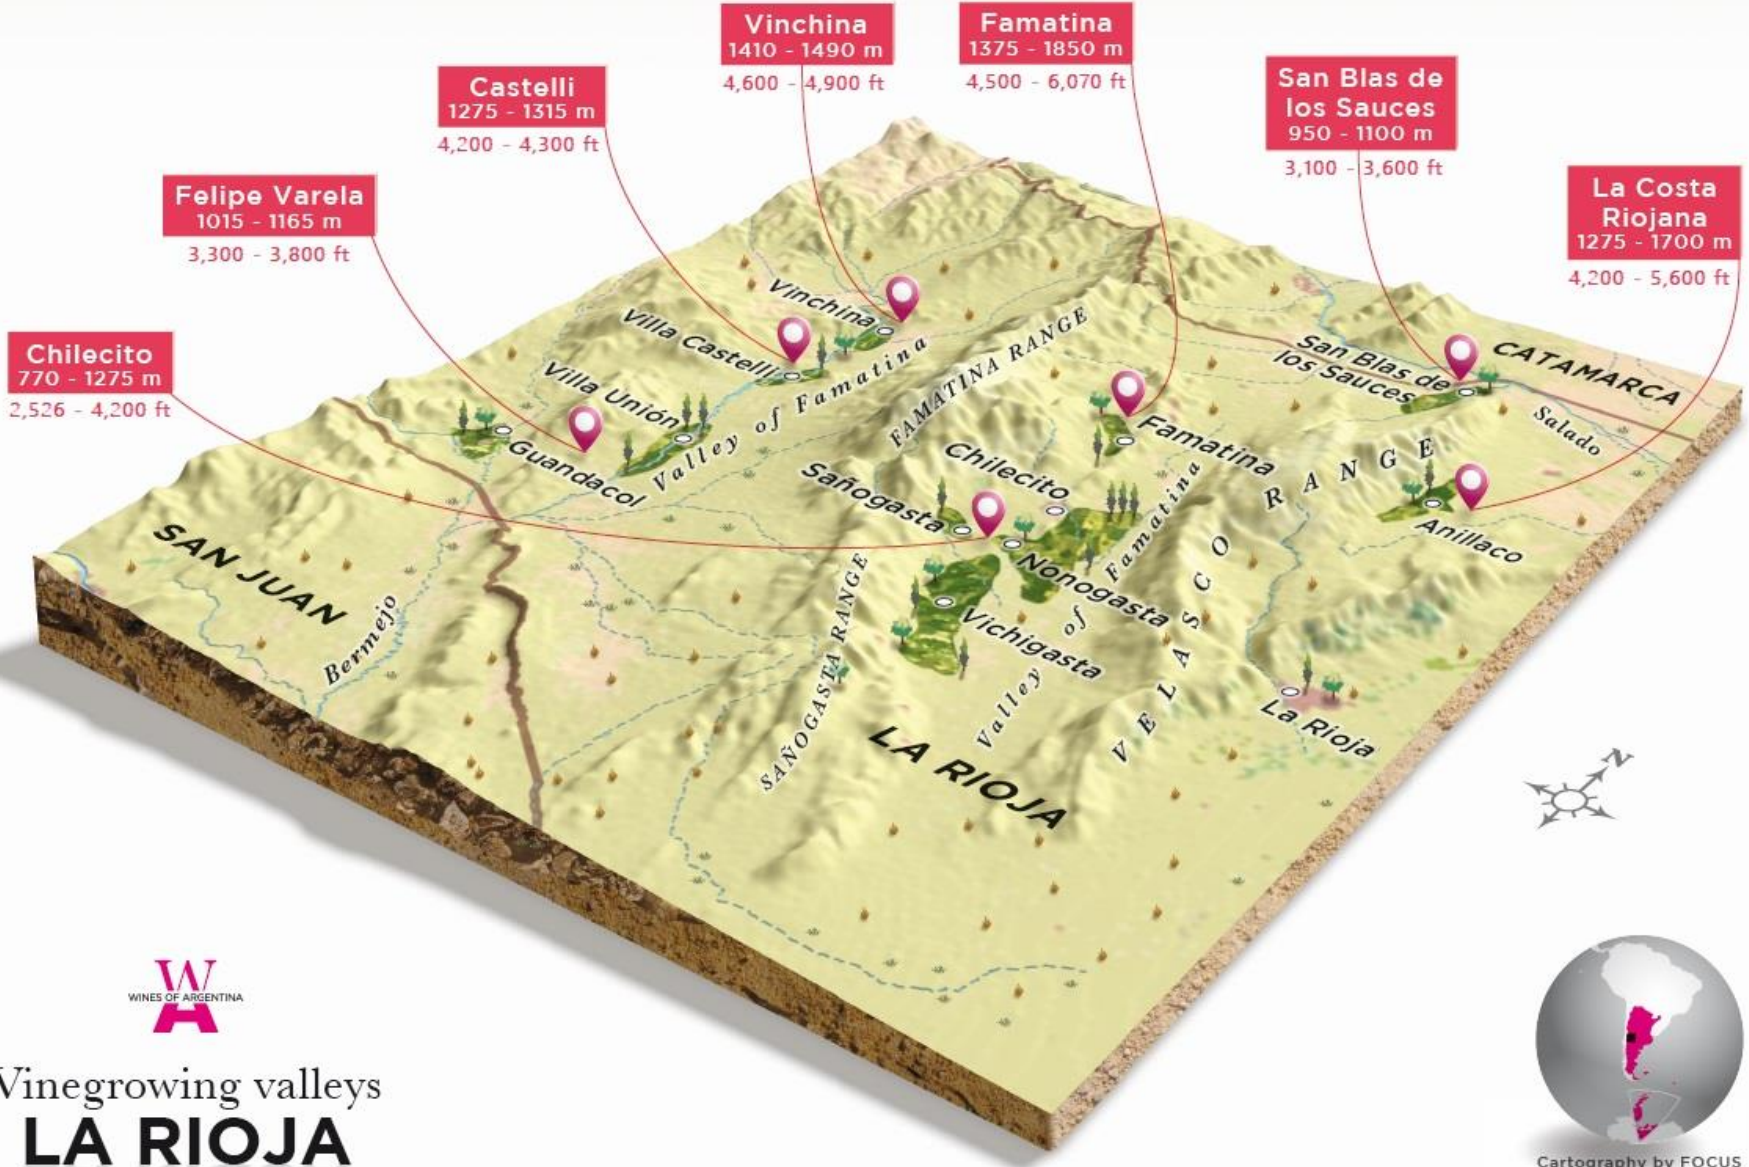 Vinchina
1410 - 1490 m
4,600 - 4,900 ft
Famatina
1375 - 1850 m
4,500 - 6,070 ft
Castelli
1275 - 1315 m
4,200 - 4,300 ft
San Blas de
los Sauces
950 - 1100 m
3,100 - 3,600 ft
La Costa
Riojana
1275 - 1700 m
4,200 - 5,600 ft
Felipe Varela
1015 - 1165 m
3,300 - 3,800 ft
Chilecito
770 - 1275 m
2,526 - 4,200 ft
Vinchina
Villa Castelli
Villa Unión
Guandacol
Valley of Famatina
FAMATINA RANGE
San Blas de
los Sauces
CATAMARCA
Salado
Famatina
Chilecito
Sañogasta
Nonogasta
Vichigasta
Valley of Famatina
VELASCO RANGE
Anillaco
SAN JUAN
Bermejo
SAÑOGASTA RANGE
LA RIOJA
La Rioja
N
WA
WINES OF ARGENTINA
Vinegrowing valleys
LA RIOJA
Cartography by FOCUS